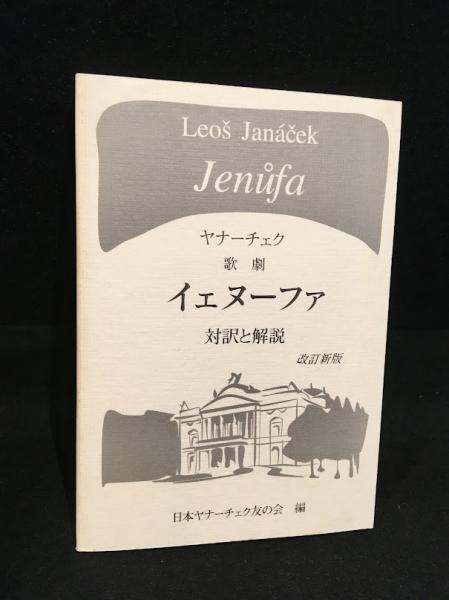 Leoš Janáček
Jenůfa
ヤナーチェク
歌劇
イェヌーファ
対訳と解説
改訂新版
日本ヤナーチェク友の会 編